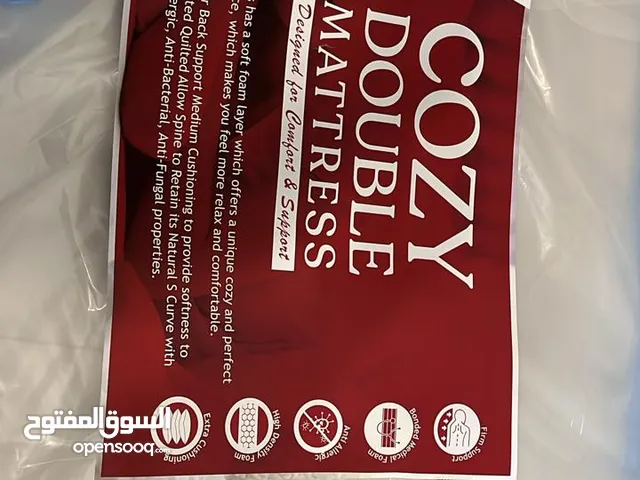 COZY
DOUBLE
MATTRESS
Designed for Comfort & Support
has a soft foam layer which offers a unique cozy and perfect
which makes you feel more relax and comfortable.
Back Support Medium Cushioning to provide softness to
Quilted Allow Spine to Retain its Natural S Curve with
Anti-Bacterial, Anti-Fungal properties.
Firm Support
Bonded Medical Foam
Anti Allergic
High Density Foam
Extra Cushioning
السوق المفتوح
opensooq.com